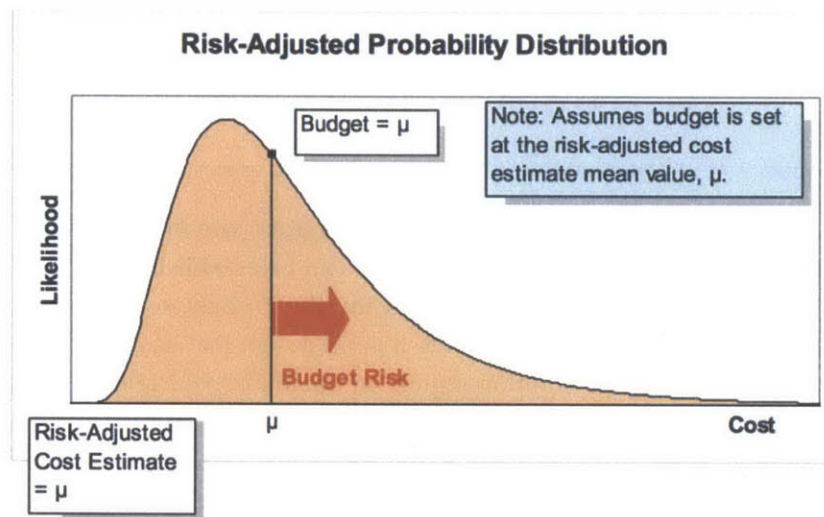 Risk-Adjusted Probability Distribution
Budget = μ
Note: Assumes budget is set
at the risk-adjusted cost
estimate mean value, μ.
Likelihood
Budget Risk
μ
Cost
Risk-Adjusted
Cost Estimate
= μ